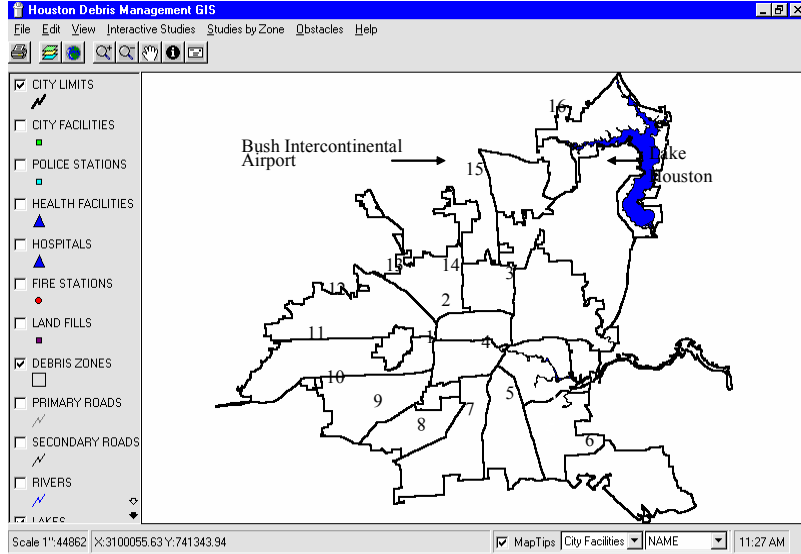 Houston Debris Management GIS
File Edit View Interactive Studies Studies by Zone Obstacles Help
CITY LIMITS
CITY FACILITIES
POLICE STATIONS
HEALTH FACILITIES
HOSPITALS
FIRE STATIONS
LAND FILLS
DEBRIS ZONES
PRIMARY ROADS
SECONDARY ROADS
RIVERS
LAKES
16
Bush Intercontinental
Airport
15
Lake
Houston
13
14
3
12
2
11
1
4
10
9
5
7
8
6
Scale 1":44862 X:3100055.63 Y:741343.94 MapTips City Facilities NAME 11:27 AM